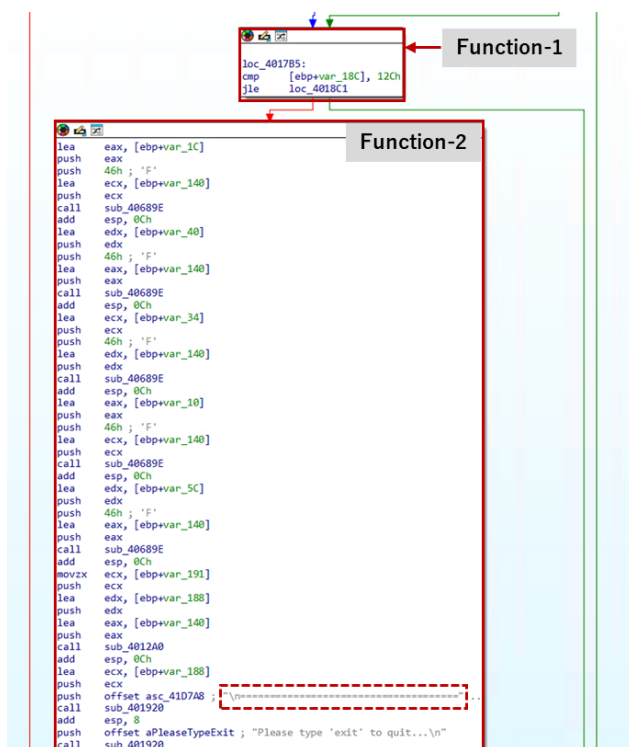 Function-1
loc_4017B5:
cmp [ebp+var_18C], 12Ch
jle loc_4018C1
Function-2
lea eax, [ebp+var_1C]
push eax
push 46h ; 'F'
lea ecx, [ebp+var_140]
push ecx
call sub_40689E
add esp, 0Ch
lea edx, [ebp+var_40]
push edx
push 46h ; 'F'
lea eax, [ebp+var_140]
push eax
call sub_40689E
add esp, 0Ch
lea ecx, [ebp+var_34]
push ecx
push 46h ; 'F'
lea edx, [ebp+var_140]
push edx
call sub_40689E
add esp, 0Ch
lea eax, [ebp+var_10]
push eax
push 46h ; 'F'
lea ecx, [ebp+var_140]
push ecx
call sub_40689E
add esp, 0Ch
lea edx, [ebp+var_5C]
push edx
push 46h ; 'F'
lea eax, [ebp+var_140]
push eax
call sub_40689E
add esp, 0Ch
movzx ecx, [ebp+var_191]
push ecx
lea edx, [ebp+var_188]
push edx
lea eax, [ebp+var_140]
push eax
call sub_4012A0
add esp, 0Ch
lea ecx, [ebp+var_188]
push ecx
push offset asc_41D7A8 ; "\n====================================="...
call sub_401920
add esp, 8
push offset aPleaseTypeExit ; "Please type 'exit' to quit...\n"
call sub_401920